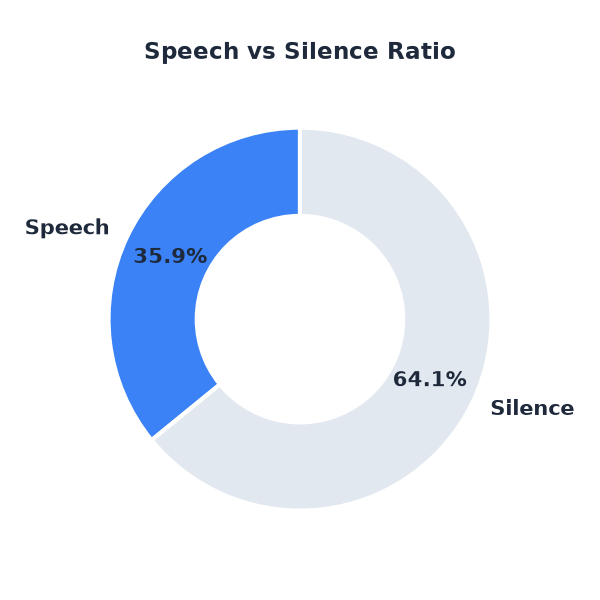 Speech vs Silence Ratio
Speech
35.9%
64.1%
Silence